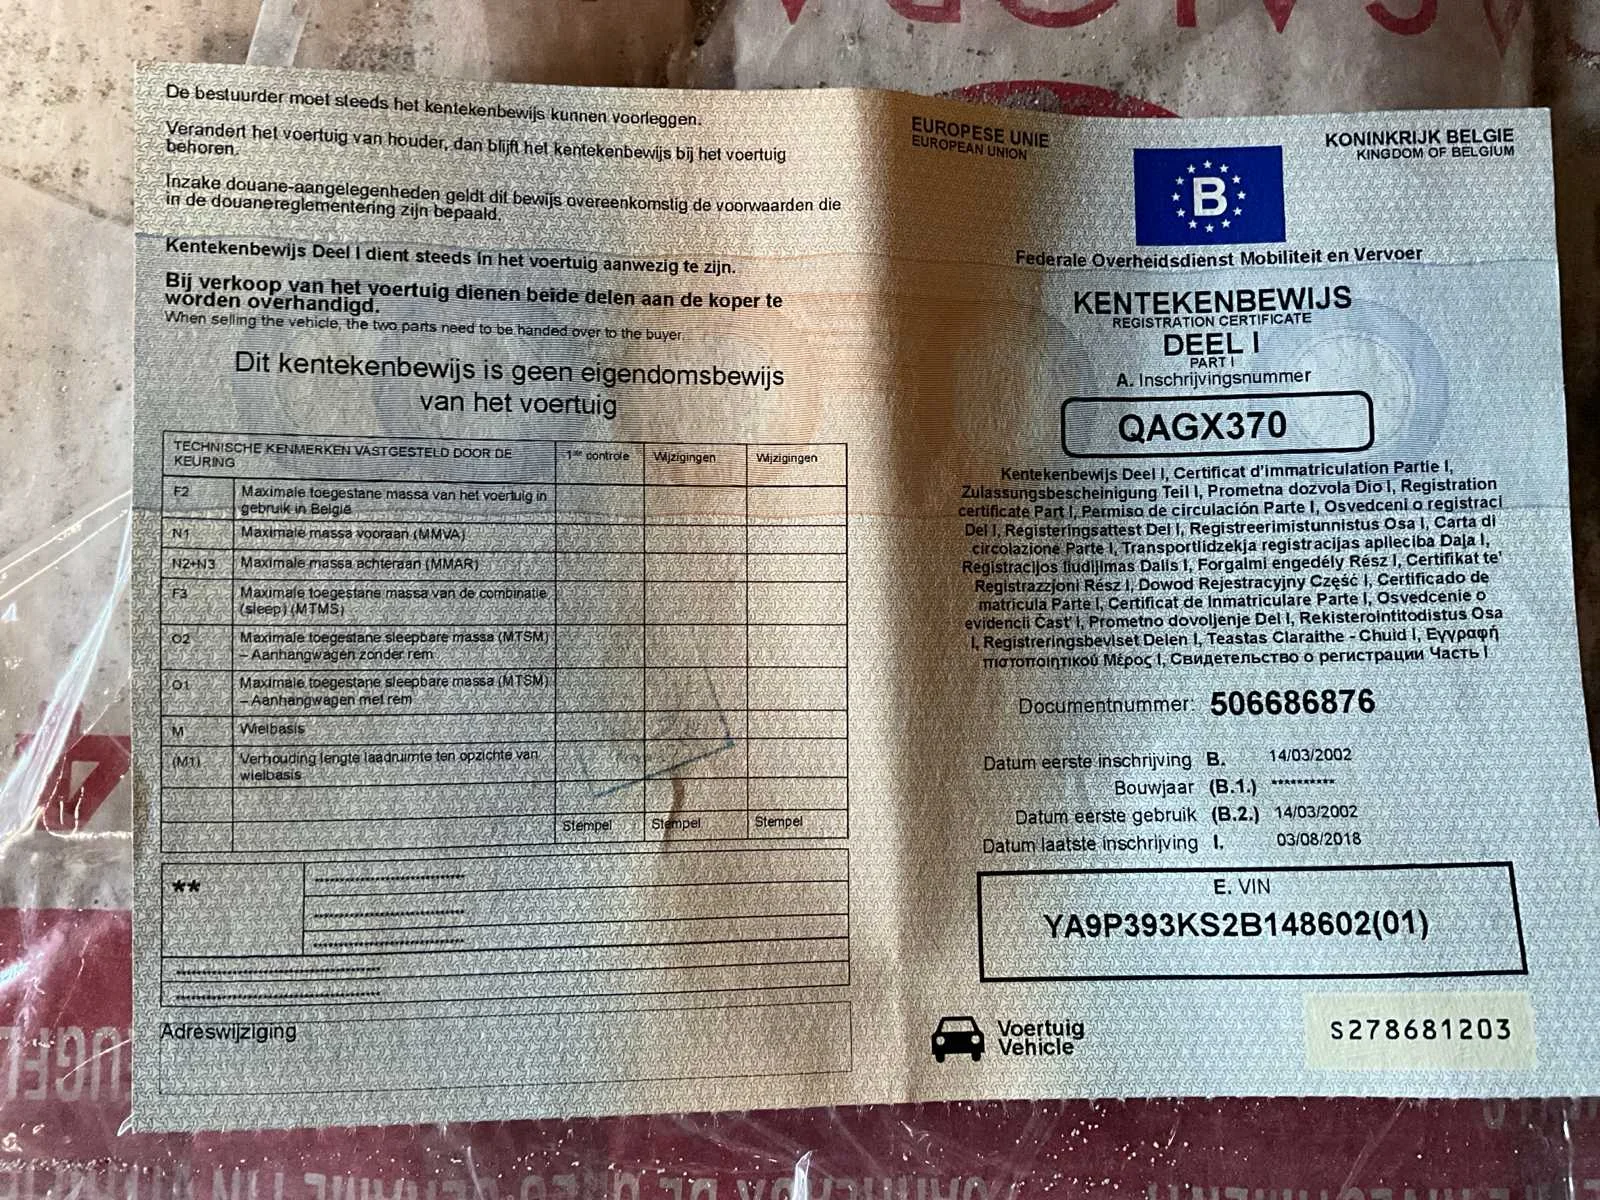 De bestuurder moet steeds het kentekenbewijs kunnen voorleggen.
Verandert het voertuig van houder, dan blijft het kentekenbewijs bij het voertuig
behoren.
Inzake douane-aangelegenheden geldt dit bewijs overeenkomstig de voorwaarden die
in de douanereglementering zijn bepaald.
Kentekenbewijs Deel I dient steeds in het voertuig aanwezig te zijn.
Bij verkoop van het voertuig dienen beide delen aan de koper te
worden overhandigd.
When selling the vehicle, the two parts need to be handed over to the buyer.
Dit kentekenbewijs is geen eigendomsbewijs
van het voertuig
TECHNISCHE KENMERKEN VASTGESTELD DOOR DE
KEURING
1ste controle
Wijzigingen
Wijzigingen
F2 Maximale toegestane massa van het voertuig in
gebruik in België
N1 Maximale massa vooraan (MMVA)
N2+N3 Maximale massa achteraan (MMAR)
F3 Maximale toegestane massa van de combinatie
(sleep) (MTMS)
O2 Maximale toegestane sleepbare massa (MTSM)
– Aanhangwagen zonder rem
O1 Maximale toegestane sleepbare massa (MTSM)
– Aanhangwagen met rem
M Wielbasis
(M1) Verhouding lengte laadruimte ten opzichte van
wielbasis
Stempel Stempel Stempel
**
Adreswijziging
EUROPESE UNIE
EUROPEAN UNION
KONINKRIJK BELGIE
KINGDOM OF BELGIUM
B
Federale Overheidsdienst Mobiliteit en Vervoer
KENTEKENBEWIJS
REGISTRATION CERTIFICATE
DEEL I
PART I
A. Inschrijvingsnummer
QAGX370
Kentekenbewijs Deel I, Certificat d'immatriculation Partie I,
Zulassungsbescheinigung Teil I, Prometna dozvola Dio I, Registration
certificate Part I, Permiso de circulación Parte I, Osvedceni o registraci
Del I, Registeringsattest Del I, Registreerimistunnistus Osa I, Carta di
circolazione Parte I, Transportlidzekja registracijas aplieciba Daļa I,
Registracijos liudijimas Dalis I, Forgalmi engedély Rész I, Certifikat te'
Registrazzjoni Rész I, Dowod Rejestracyjny Część I, Certificado de
matricula Parte I, Certificat de Inmatriculare Parte I, Osvedcenie o
evidencii Čast' I, Prometno dovoljenje Del I, Rekisterointitodistus Osa
I, Registreringsbeviset Delen I, Teastas Claraithe - Chuid I, Εγγραφή
πιστοποιητικού Μέρος I, Свидетельство о регистрации Часть I
Documentnummer: 506686876
Datum eerste inschrijving B. 14/03/2002
Bouwjaar (B.1.) **********
Datum eerste gebruik (B.2.) 14/03/2002
Datum laatste inschrijving I. 03/08/2018
E. VIN
YA9P393KS2B148602(01)
Voertuig
Vehicle
S278681203